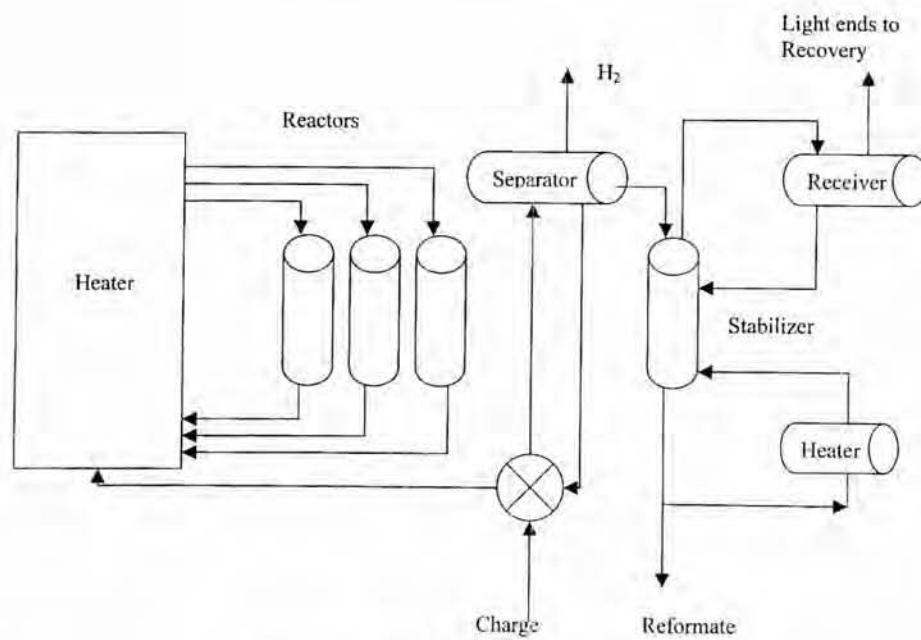 Light ends to
Recovery
H₂
Reactors
Separator
Receiver
Heater
Stabilizer
Heater
Charge
Reformate